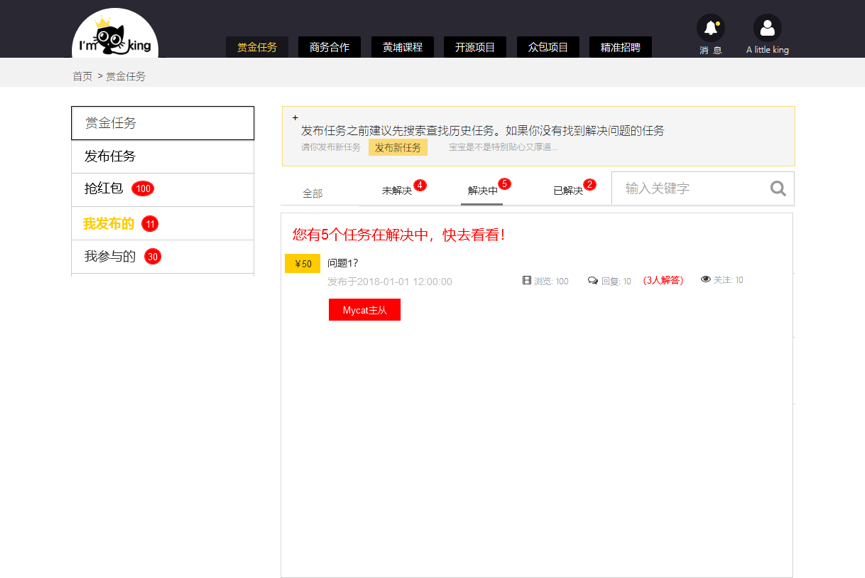 I'm king
赏金任务 商务合作 黄埔课程 开源项目 众包项目 精准招聘
消 息 A little king
首页 > 赏金任务
赏金任务
发布任务
抢红包 100
我发布的 11
我参与的 30
+
发布任务之前建议先搜索查找历史任务。如果你没有找到解决问题的任务
请你发布新任务 发布新任务 宝宝是不是特别贴心又厚道...
全部 未解决 4 解决中 5 已解决 2 输入关键字
您有5个任务在解决中，快去看看！
¥50 问题1？
发布于2018-01-01 12:00:00 浏览: 100 回复: 10 (3人解答) 关注: 10
Mycat主从